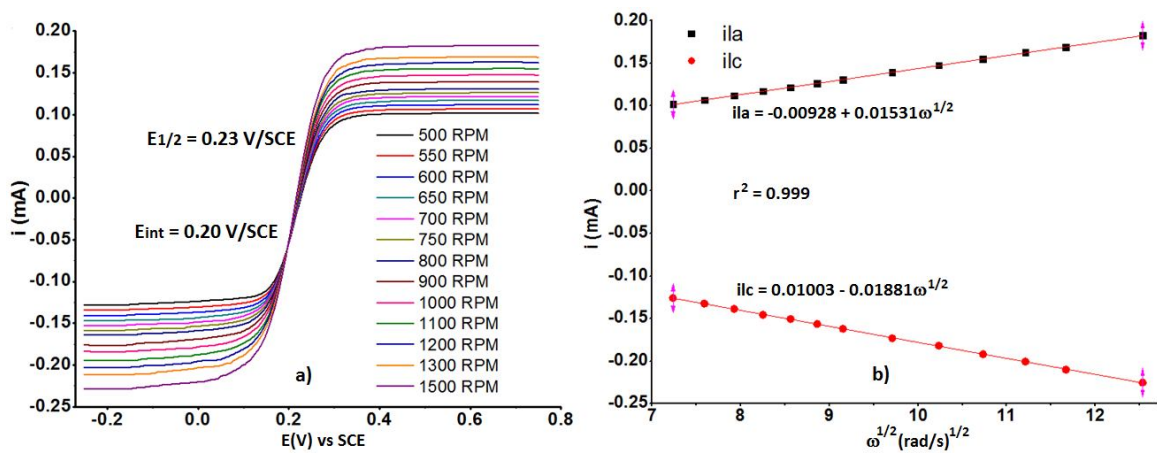 0.20
0.15
0.10
0.05
0.00
-0.05
-0.10
-0.15
-0.20
-0.25
i (mA)
E1/2 = 0.23 V/SCE
Eint = 0.20 V/SCE
500 RPM
550 RPM
600 RPM
650 RPM
700 RPM
750 RPM
800 RPM
900 RPM
1000 RPM
1100 RPM
1200 RPM
1300 RPM
1500 RPM
a)
-0.2 0.0 0.2 0.4 0.6 0.8
E(V) vs SCE
0.20
0.15
0.10
0.05
0.00
-0.05
-0.10
-0.15
-0.20
-0.25
i (mA)
ila
ilc
ila = -0.00928 + 0.01531ω^1/2
r² = 0.999
ilc = 0.01003 - 0.01881ω^1/2
b)
7 8 9 10 11 12
ω^1/2 (rad/s)^1/2